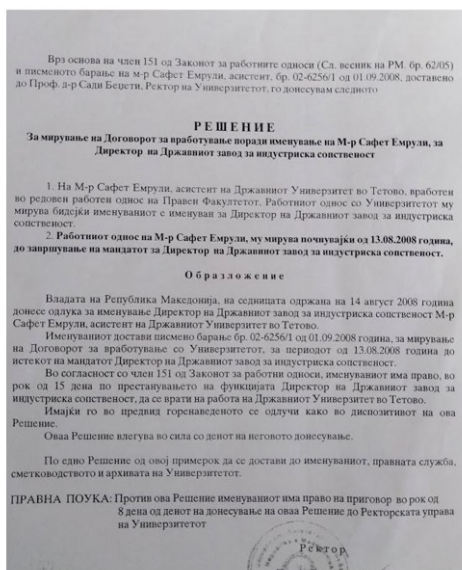 Врз основа на член 151 од Законот за работните односи (Сл. весник на РМ. бр. 62/05)
и писменото барање на м-р Сафет Емрули, асистент, бр. 02-6256/1 од 01.09.2008, доставено
до Проф. д-р Сади Беџети, Ректор на Универзитетот, го донесувам следното
Р Е Ш Е Н И Е
За мирување на Договорот за вработување поради именување на М-р Сафет Емрули, за
Директор на Државниот завод за индустриска сопственост
1. На М-р Сафет Емрули, асистент на Државниот Универзитет во Тетово, вработен
во редовен работен однос на Правен Факултетот. Работниот однос со Универзитетот му
мирува бидејќи именуваниот е именуван за Директор на Државниот завод за индустриска
сопственост.
2. Работниот однос на М-р Сафет Емрули, му мирува почнувајќи од 13.08.2008 година,
до завршување на мандатот за Директор на Државниот завод за индустриска сопственост.
О б р а з л о ж е н и е
Владата на Република Македонија, на седницата одржана на 14 август 2008 година
донесе одлука за именување Директор на Државниот завод за индустриска сопственост М-р
Сафет Емрули, асистент на Државниот Универзитет во Тетово.
Именуваниот достави писмено барање бр. 02-6256/1 од 01.09.2008 година, за мирување
на Договорот за вработување со Универзитетот, за периодот од 13.08.2008 година до
истекот на мандатот Директор на Државниот завод за индустриска сопственост.
Во согласност со член 151 од Законот за работни односи, именуваниот има право, во
рок од 15 дена по престанувањето на функцијата Директор на Државниот завод за
индустриска сопственост, да се врати на работа на Државниот Универзитет во Тетово.
Имајќи го во предвид горенаведеното се одлучи како во диспозитивот на ова
Решение.
Оваа Решение влегува во сила со денот на неговото донесување.
По едно Решение од овој примерок да се достави до именуваниот, правната служба,
сметководството и архивата на Универзитетот.
ПРАВНА ПОУКА: Против ова Решение именуваниот има право на приговор во рок од
8 дена од денот на донесување на оваа Решение до Ректорската управа
на Универзитетот
Ректор